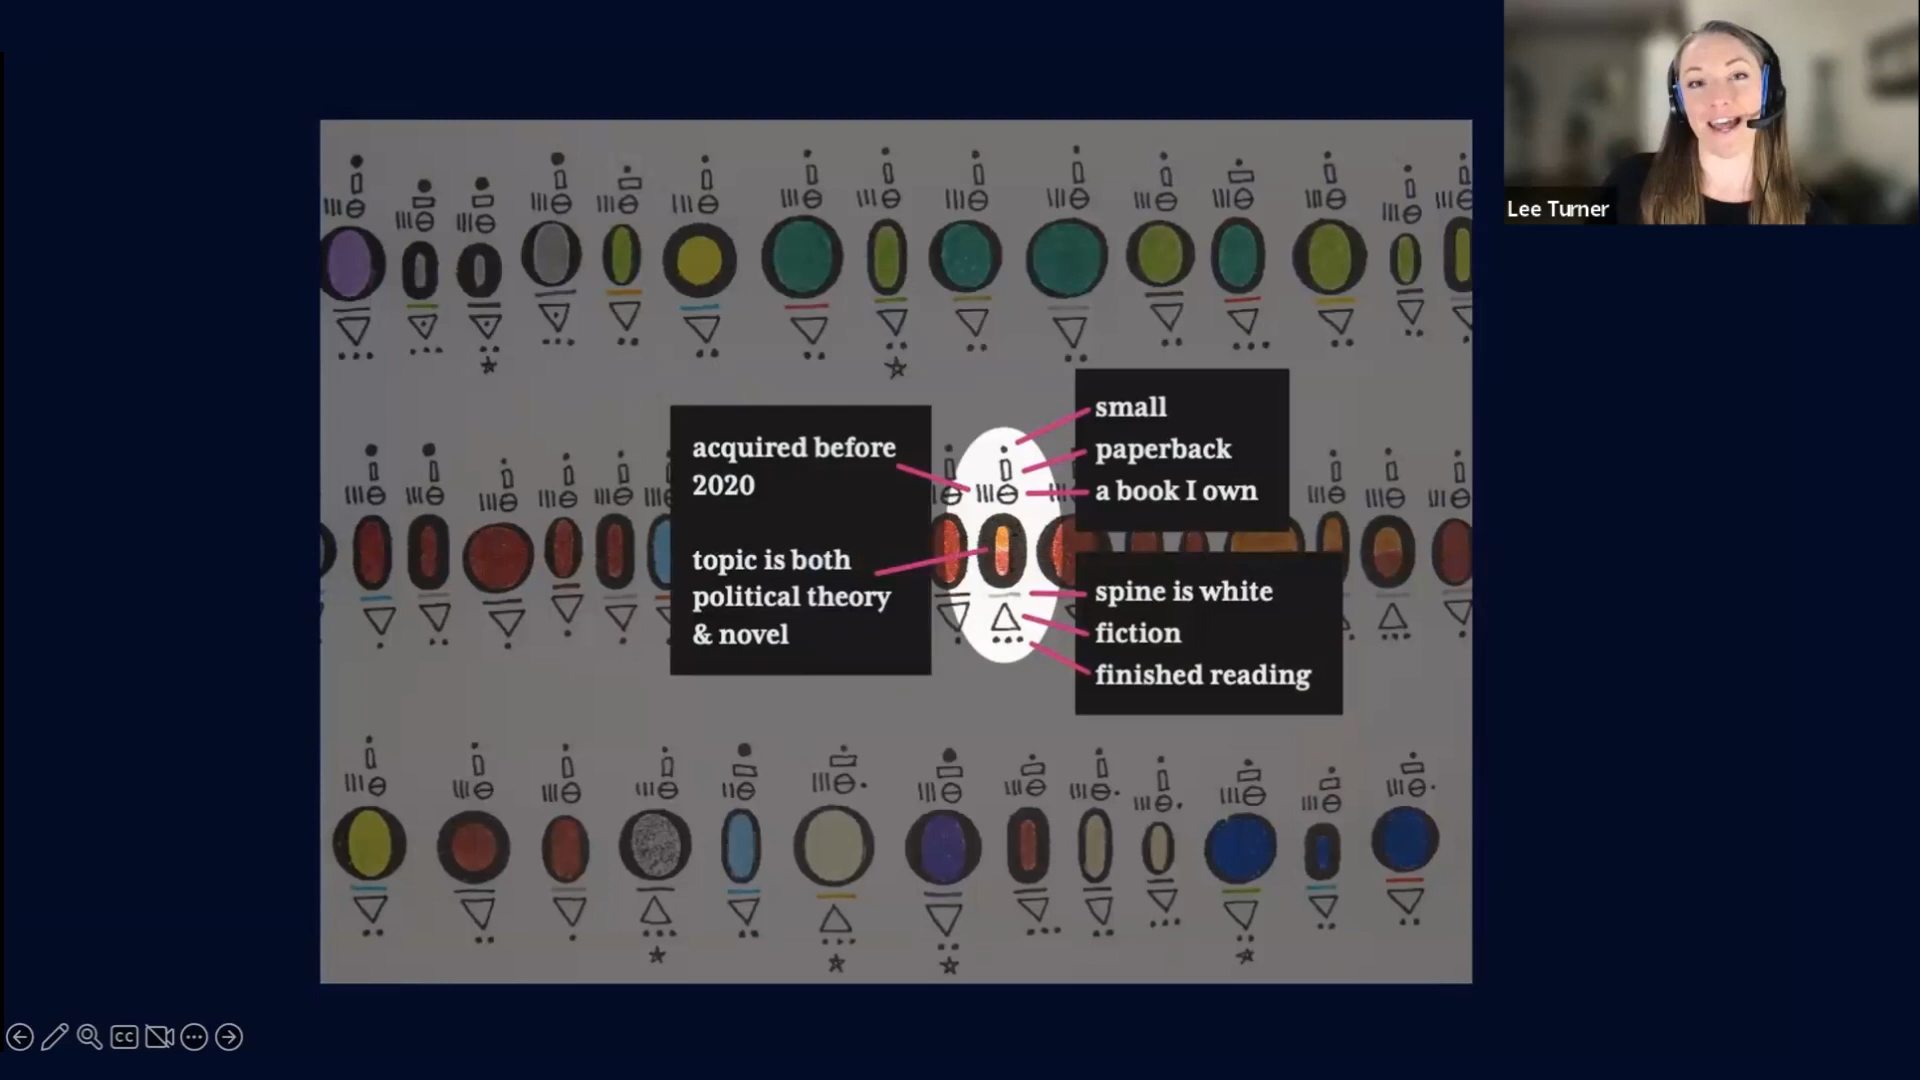 Lee Turner
small
acquired before
paperback
2020
a book I own
topic is both
political theory
& novel
spine is white
fiction
finished reading
CC